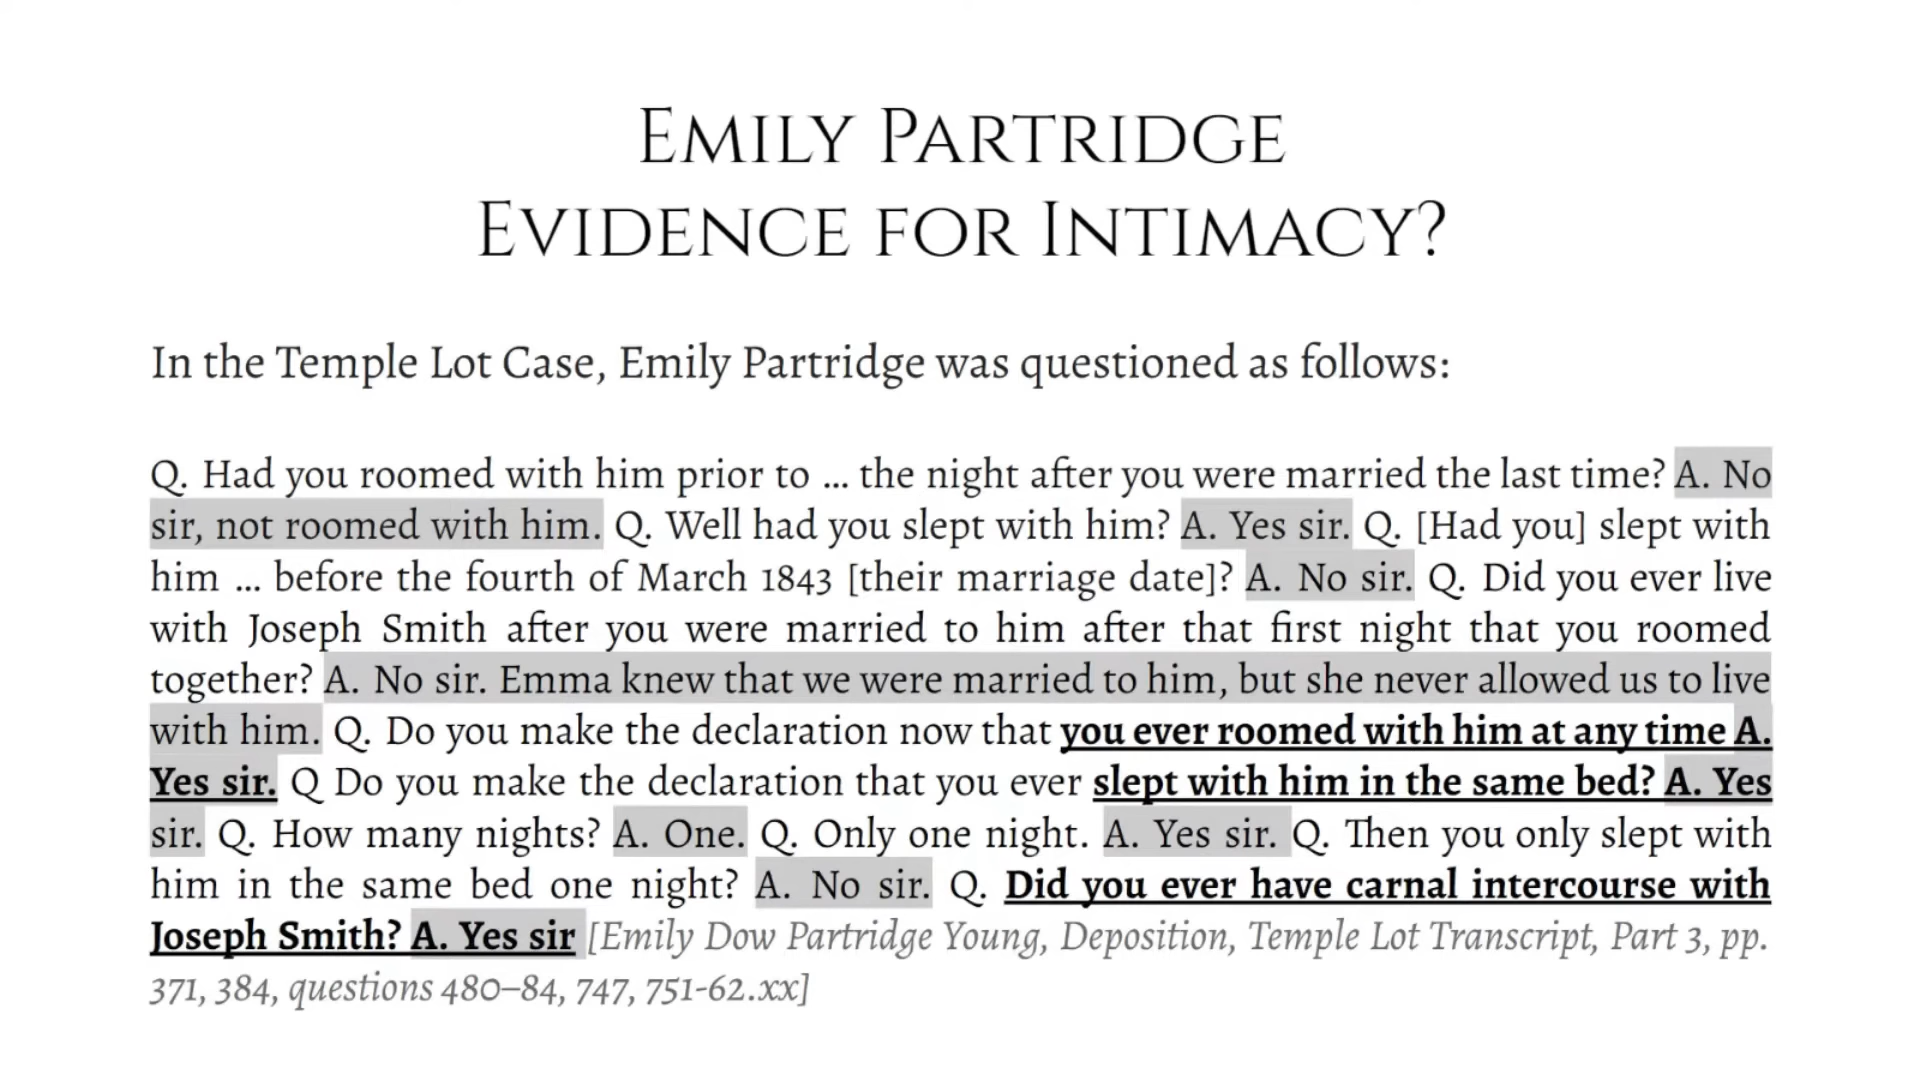 EMILY PARTRIDGE
EVIDENCE FOR INTIMACY?
In the Temple Lot Case, Emily Partridge was questioned as follows:
Q. Had you roomed with him prior to ... the night after you were married the last time? A. No
sir, not roomed with him. Q. Well had you slept with him? A. Yes sir. Q. [Had you] slept with
him ... before the fourth of March 1843 [their marriage date]? A. No sir. Q. Did you ever live
with Joseph Smith after you were married to him after that first night that you roomed
together? A. No sir. Emma knew that we were married to him, but she never allowed us to live
with him. Q. Do you make the declaration now that you ever roomed with him at any time A.
Yes sir. Q Do you make the declaration that you ever slept with him in the same bed? A. Yes
sir. Q. How many nights? A. One. Q. Only one night. A. Yes sir. Q. Then you only slept with
him in the same bed one night? A. No sir. Q. Did you ever have carnal intercourse with
Joseph Smith? A. Yes sir [Emily Dow Partridge Young, Deposition, Temple Lot Transcript, Part 3, pp.
371, 384, questions 480–84, 747, 751-62.xx]